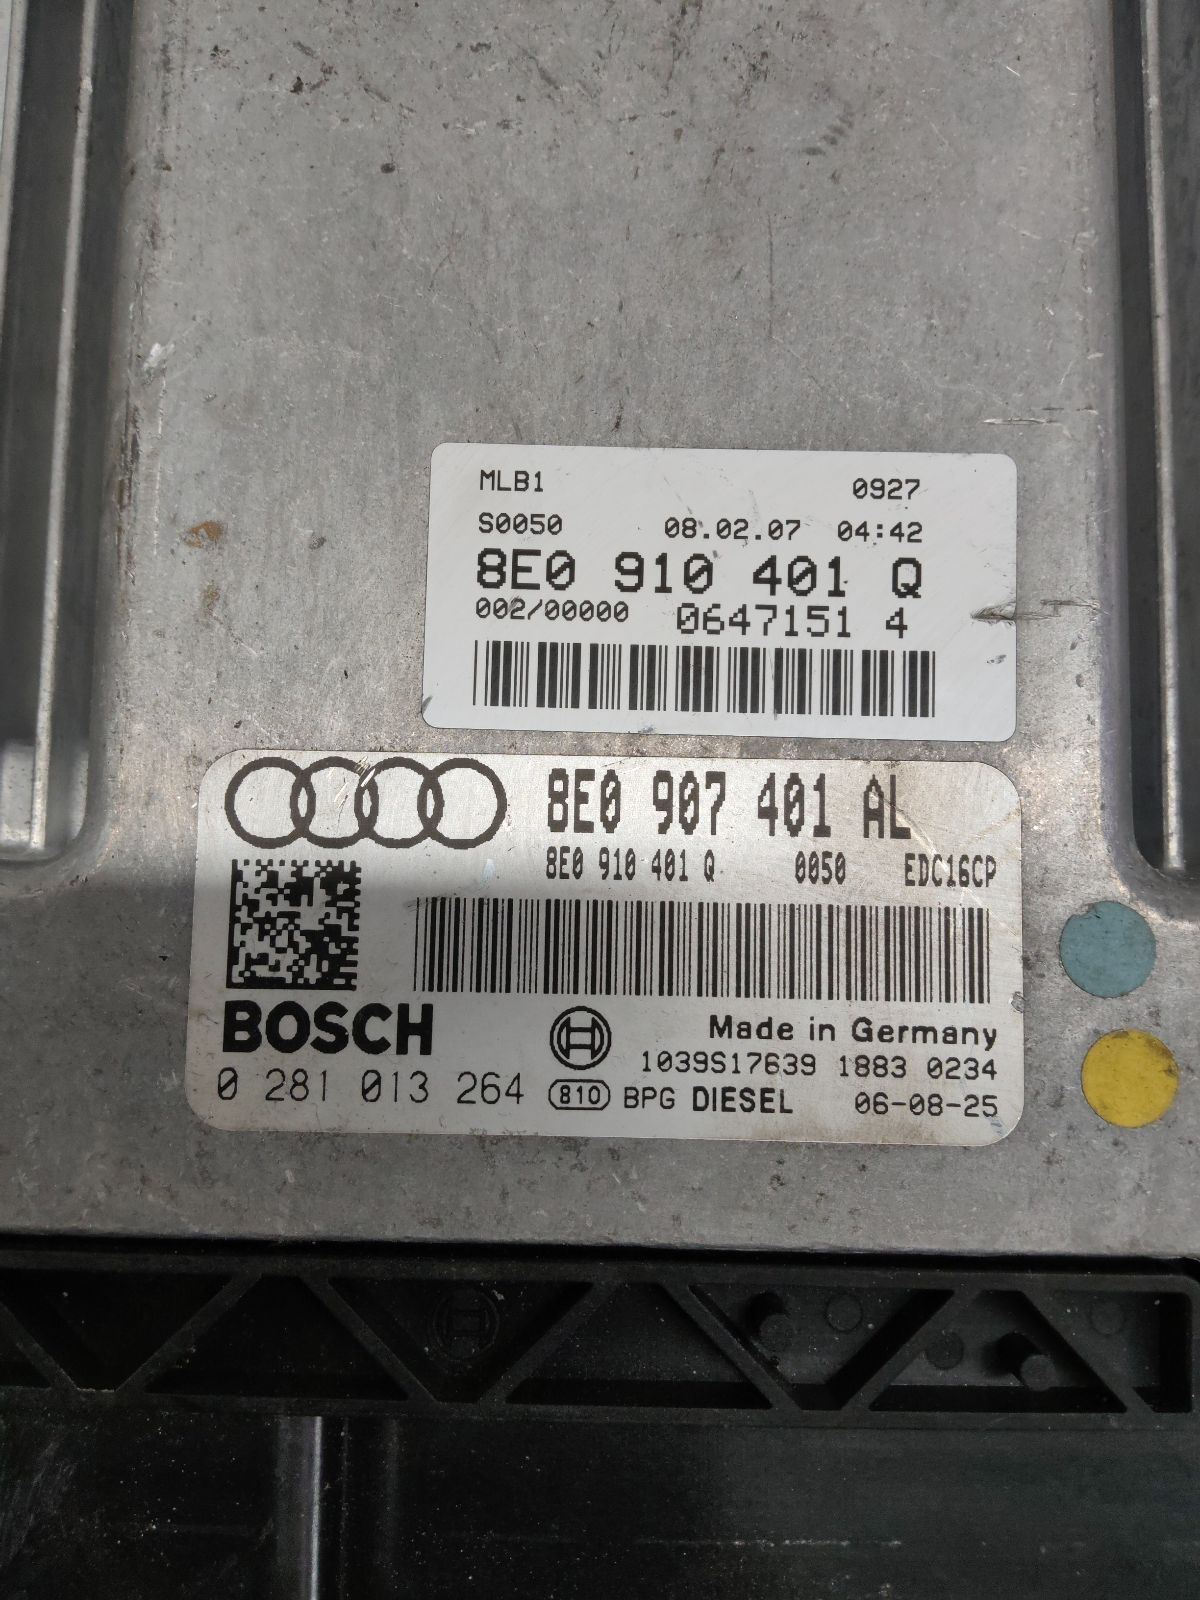 MLB1 0927
S0050 08.02.07 04:42
8E0 910 401 Q
002/00000 0647151 4
8E0 907 401 AL
8E0 910 401 Q 0050 EDC16CP
BOSCH
Made in Germany
1039S17639 1883 0234
0 281 013 264 810 BPG DIESEL 06-08-25